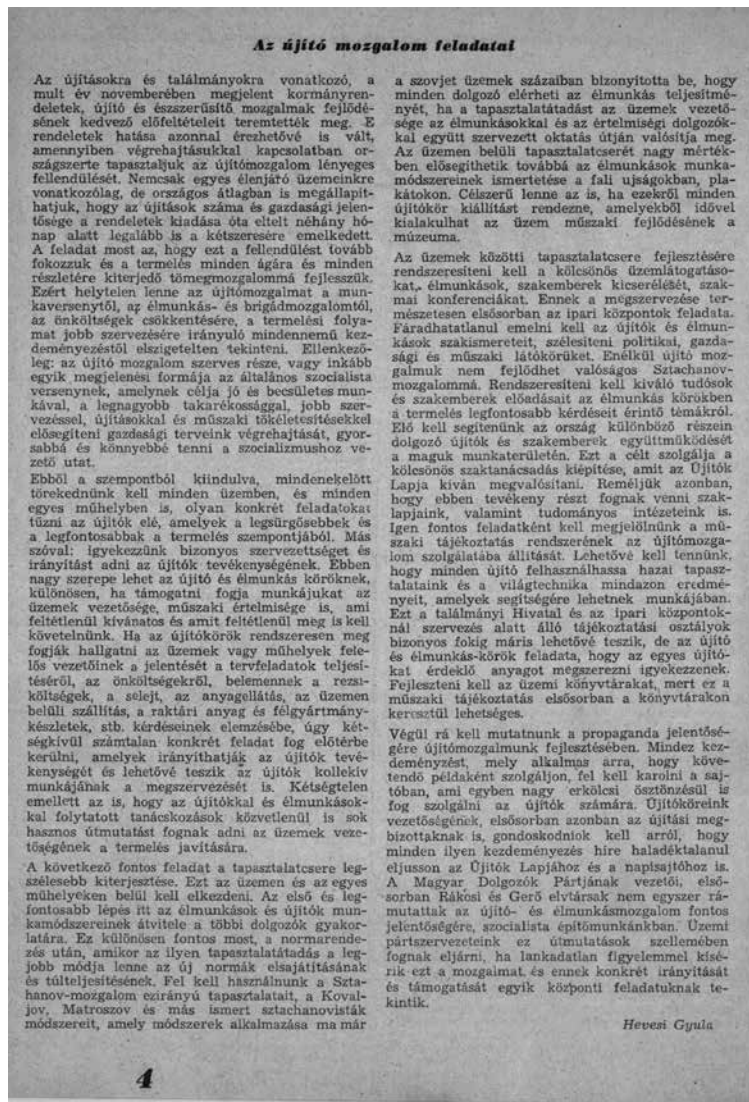 Az újító mozgalom feladatai
Az újításokra és találmányokra vonatkozó, a
mult év novemberében megjelent kormányren-
deletek, újító és észszerűsítő mozgalmak fejlődé-
sének kedvező előfeltételeit teremtették meg. E
rendeletek hatása azonnal érezhetővé is vált,
amennyiben végrehajtásukkal kapcsolatban or-
szágszerte tapasztaljuk az újítómozgalom lényeges
fellendülését. Nemcsak egyes élenjáró üzemeinkre
vonatkozólag, de országos átlagban is megállapít-
hatjuk, hogy az újítások száma és gazdasági jelen-
tősége a rendeletek kiadása óta eltelt néhány hó-
nap alatt legalább is a kétszeresére emelkedett.
A feladat most az, hogy ezt a fellendülést tovább
fokozzuk és a termelés minden ágára és minden
részletére kiterjedő tömegmozgalommá fejlesszük.
Ezért helytelen lenne az újítómozgalmat a mun-
kaversenytől, az élmunkás- és brigádmozgalomtól,
az önköltségek csökkentésére, a termelési folya-
mat jobb szervezésére irányuló mindennemű kez-
deményezéstől elszigetelten tekinteni. Ellenkező-
leg: az újító mozgalom szerves része, vagy inkább
egyik megjelenési formája az általános szocialista
versenynek, amelynek célja jó és becsületes mun-
kával, a legnagyobb takarékossággal, jobb szer-
vezéssel, újításokkal és műszaki tökéletesítésekkel
elősegíteni gazdasági terveink végrehajtását, gyor-
sabbá és könnyebbé tenni a szocializmushoz ve-
zető utat.
Ebből a szempontból kiindulva, mindenekelőtt
törekednünk kell minden üzemben, és minden
egyes műhelyben is, olyan konkrét feladatokat
tűzni az újítók elé, amelyek a legsürgősebbek és
a legfontosabbak a termelés szempontjából. Más
szóval: igyekezzünk bizonyos szervezettséget és
irányítást adni az újítók tevékenységének. Ebben
nagy szerepe lehet az újító és élmunkás köröknek,
különösen, ha támogatni fogja munkájukat az
üzemek vezetősége, műszaki értelmisége is, ami
feltétlenül kívánatos és amit feltétlenül meg is kell
követelnünk. Ha az újítókörök rendszeresen meg
fogják hallgatni az üzemek vagy műhelyek fele-
lős vezetőinek a jelentését a tervfeladatok teljesí-
téséről, az önköltségekről, belemennek a rezsi-
költségek, a selejt, az anyagellátás, az üzemen
belüli szállítás, a raktári anyag és félgyártmány-
készletek, stb. kérdéseinek elemzésébe, úgy két-
ségkívül számtalan konkrét feladat fog előtérbe
kerülni, amelyek irányíthatják az újítók tevé-
kenységét és lehetővé teszik az újítók kollekiv
munkájának a megszervezését is. Kétségtelen
emellett az is, hogy az újítókkal és élmunkások-
kal folytatott tanácskozások közvetlenül is sok
hasznos útmutatást fognak adni az üzemek veze-
tőségének a termelés javítására.
A következő fontos feladat a tapasztalatcsere leg-
szélesebb kiterjesztése. Ezt az üzemen és az egyes
műhelyeken belül kell elkezdeni. Az első és leg-
fontosabb lépés itt az élmunkások és újítók mun-
kamódszereinek átvitele a többi dolgozók gyakor-
latára. Ez különösen fontos most, a normarende-
zés után, amikor az ilyen tapasztalatátadás a leg-
jobb módja lenne az új normák elsajátításának
és túlteljesítésének. Fel kell használnunk a Szta-
hanov-mozgalom ezirányú tapasztalatait, a Koval-
jov, Matroszov és más ismert sztachanovisták
módszereit, amely módszerek alkalmazása ma már
a szovjet üzemek százaiban bizonyította be, hogy
minden dolgozó elérheti az élmunkás teljesítmé-
nyét, ha a tapasztalatátadást az üzemek vezető-
sége az élmunkásokkal és az értelmiségi dolgozók-
kal együtt szervezett oktatás útján valósítja meg.
Az üzemen belüli tapasztalatcserét nagy mérték-
ben elősegíthetik továbbá az élmunkások munka-
módszereinek ismertetése a fali ujságokban, pla-
kátokon. Célszerű lenne az is, ha ezekről minden
újítókör kiállítást rendezne, amelyekből idővel
kialakulhat az üzem műszaki fejlődésének a
múzeuma.
Az üzemek közötti tapasztalatcsere fejlesztésére
rendszeresíteni kell a kölcsönös üzemlátogatáso-
kat, élmunkások, szakemberek kicserélését, szak-
mai konferenciákat. Ennek a megszervezése ter-
mészetesen elsősorban az ipari központok feladata.
Fáradhatatlanul emelni kell az újítók és élmun-
kások szakismereteit, szélesíteni politikai, gazda-
sági és műszaki látókörüket. Enélkül újító moz-
galmuk nem fejlődhet valóságos Sztachanov-
mozgalommá. Rendszeresíteni kell kiváló tudósok
és szakemberek előadásait az élmunkás körökben
a termelés legfontosabb kérdéseit érintő témákról.
Elő kell segítenünk az ország különböző részein
dolgozó újítók és szakemberek együttműködését
a maguk munkaterületén. Ezt a célt szolgálja a
kölcsönös szaktanácsadás kiépítése, amit az Újítók
Lapja kíván megvalósítani. Reméljük azonban,
hogy ebben tevékeny részt fognak venni szak-
lapjaink, valamint tudományos intézeteink is.
Igen fontos feladatként kell megjelölnünk a mű-
szaki tájékoztatás rendszerének az újítómozga-
lom szolgálatába állítását. Lehetővé kell tennünk,
hogy minden újító felhasználhassa hazai tapasz-
talataink és a világtechnika mindazon eredmé-
nyeit, amelyek segítségére lehetnek munkájában.
Ezt a találmányi Hivatal és az ipari központok-
nál szervezés alatt álló tájékoztatási osztályok
bizonyos fokig máris lehetővé teszik, de az újító
és élmunkás-körök feladata, hogy az egyes újító-
kat érdeklő anyagot megszerezni igyekezzenek.
Fejleszteni kell az üzemi könyvtárakat, mert ez a
műszaki tájékoztatás elsősorban a könyvtárakon
keresztül lehetséges.
Végül rá kell mutatnunk a propaganda jelentősé-
gére újítómozgalmunk fejlesztésében. Mindez kez-
deményzést, mely alkalmas arra, hogy köve-
tendő példaként szolgáljon, fel kell karolni a saj-
tóban, ami egyben nagy erkölcsi ösztönzésül is
fog szolgálni az újítók számára. Újítóköreink
vezetőségének, elsősorban azonban az újítási meg-
bizottaknak is, gondoskodniok kell arról, hogy
minden ilyen kezdeményezés híre haladéktalanul
eljusson az Újítók Lapjához és a napisajtóhoz is.
A Magyar Dolgozók Pártjának vezetői, első-
sorban Rákosi és Gerő elvtársak nem egyszer rá-
mutattak az újító- és élmunkásmozgalom fontos
jelentőségére, szocialista építőmunkánkban. Üzemi
pártszervezeteink ez útmutatások szellemében
fognak eljárni, ha lankadatlan figyelemmel kísé-
rik ezt a mozgalmat és ennek konkrét irányítását
és támogatását egyik központi feladatuknak te-
kintik.
Hevesi Gyula
4